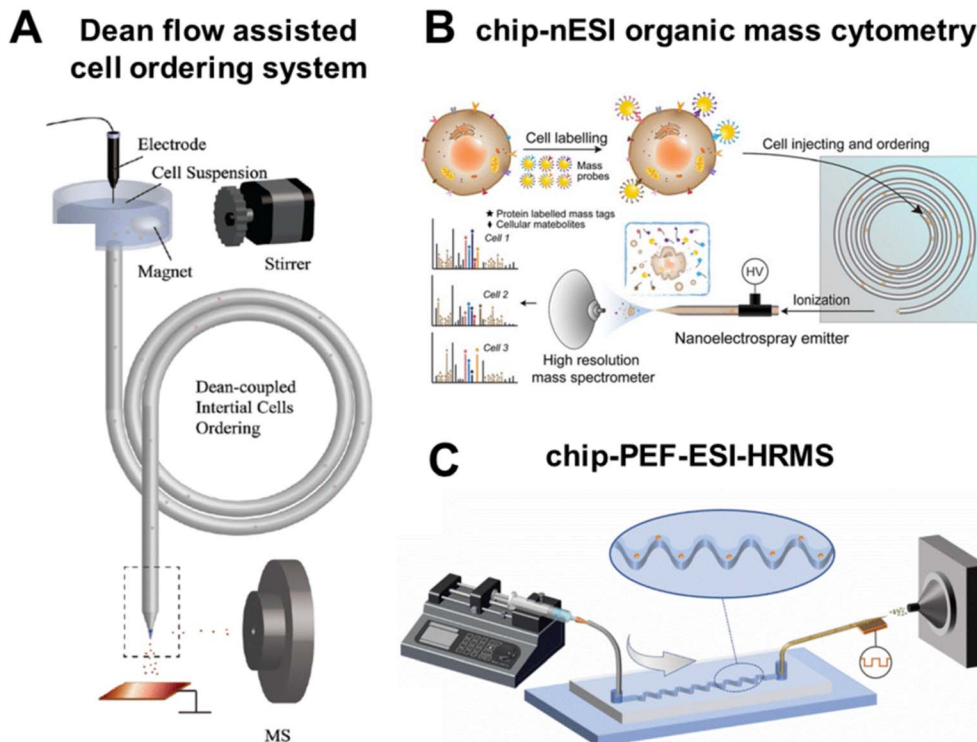 A
Dean flow assisted
cell ordering system
Electrode
Cell Suspension
Magnet
Stirrer
Dean-coupled
Intertial Cells
Ordering
MS
B
chip-nESI organic mass cytometry
Cell labelling
Mass
probes
Cell injecting and ordering
★ Protein labelled mass tags
♦ Cellular matebolites
Cell 1
Cell 2
Cell 3
HV
Ionization
Nanoelectrospray emitter
High resolution
mass spectrometer
C
chip-PEF-ESI-HRMS